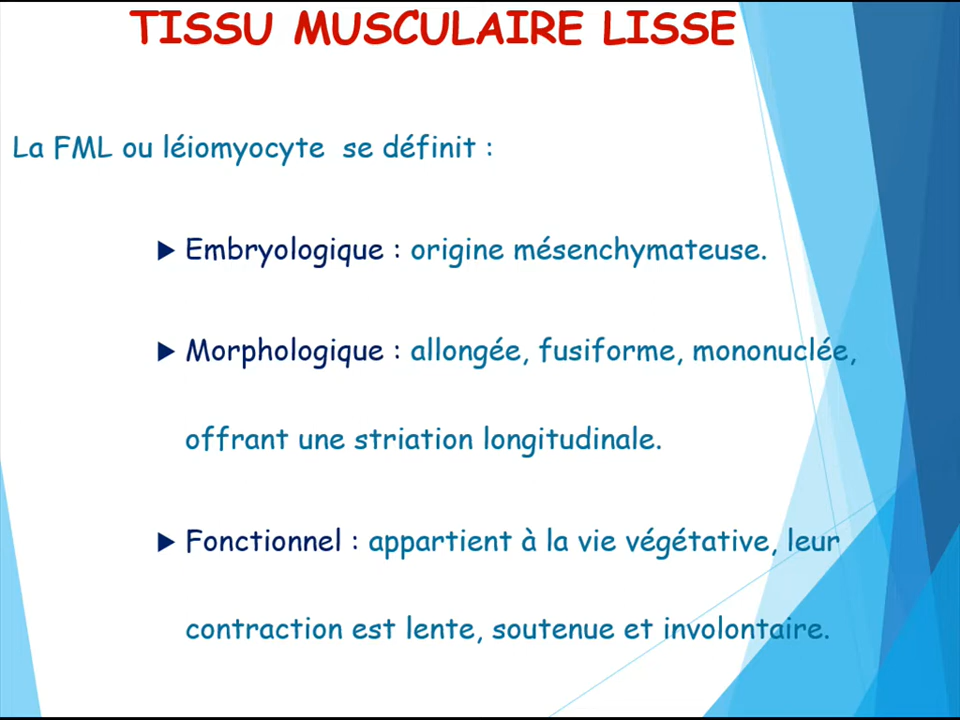 TISSU MUSCULAIRE LISSE
La FML ou léiomyocyte se définit :
Embryologique : origine mésenchymateuse.
Morphologique : allongée, fusiforme, mononuclée,
offrant une striation longitudinale.
Fonctionnel : appartient à la vie végétative, leur
contraction est lente, soutenue et involontaire.